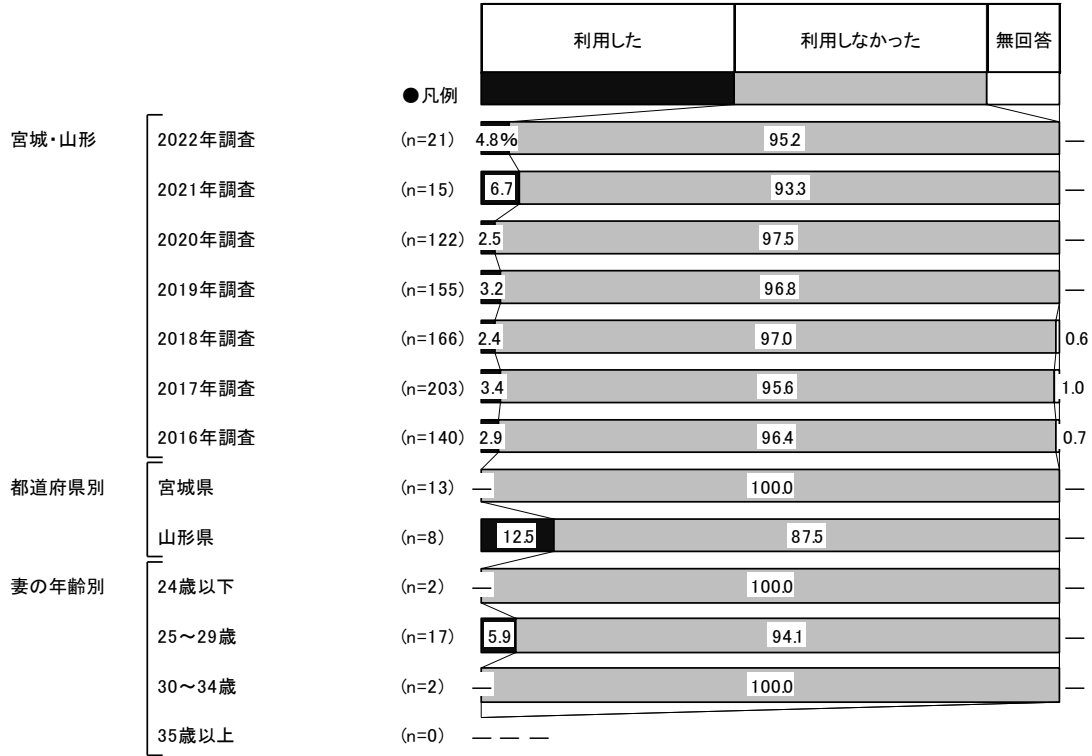 利用した 利用しなかった 無回答
●凡例
宮城・山形 2022年調査 (n=21) 4.8% 95.2 —
2021年調査 (n=15) 6.7 93.3 —
2020年調査 (n=122) 2.5 97.5 —
2019年調査 (n=155) 3.2 96.8 —
2018年調査 (n=166) 2.4 97.0 0.6
2017年調査 (n=203) 3.4 95.6 1.0
2016年調査 (n=140) 2.9 96.4 0.7
都道府県別 宮城県 (n=13) — 100.0 —
山形県 (n=8) 12.5 87.5 —
妻の年齢別 24歳以下 (n=2) — 100.0 —
25～29歳 (n=17) 5.9 94.1 —
30～34歳 (n=2) — 100.0 —
35歳以上 (n=0) — — —